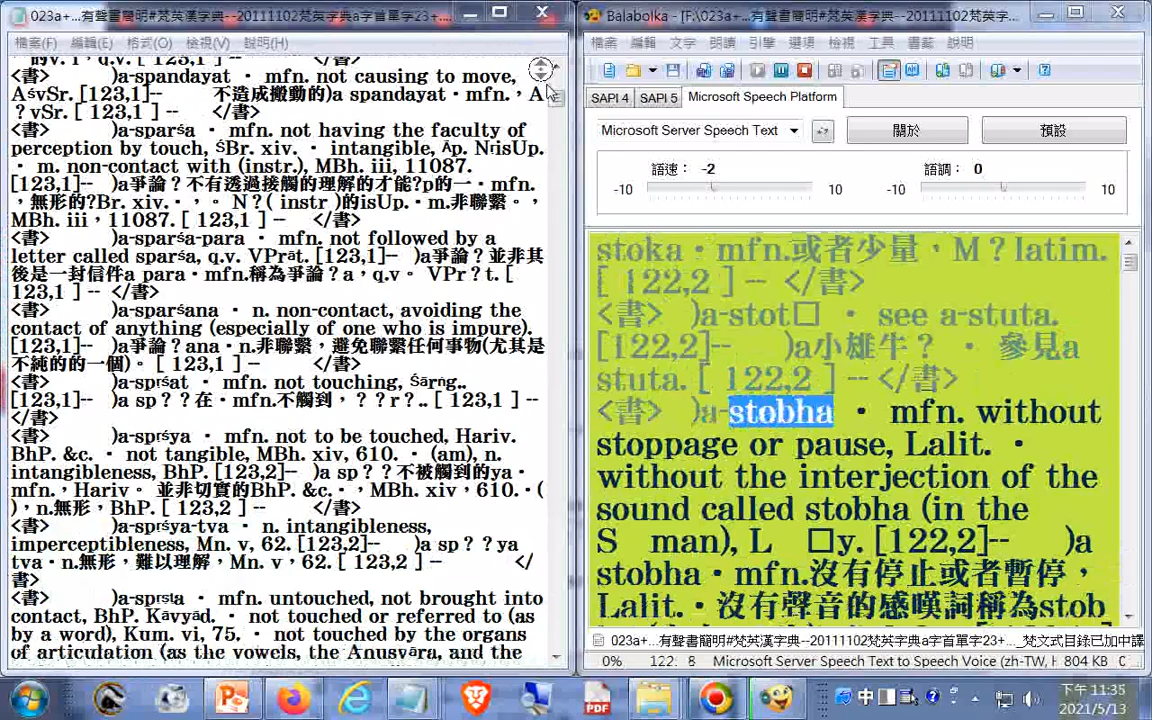 有聲書簡明#梵英漢字典--20111102梵英字典a字首單字23+...
檔案(F) 編輯(E) 格式(O) 檢視(V) 說明(H)
的v.r, q.v. [123,1] -- </書>
<書> )a-spandayat · mfn. not causing to move,
AśvSr. [123,1]-- 不造成搬動的)a spandayat·mfn.,A
?vSr. [ 123,1 ] -- </書>
<書> )a-sparśa · mfn. not having the faculty of
perception by touch, ŚBr. xiv. · intangible, Āp. NṛisUp.
· m. non-contact with (instr.), MBh. iii, 11087.
[123,1]-- )a爭論?不有透過接觸的理解的才能?p的一·mfn.
,無形的?Br. xiv.·,。 N?( instr )的isUp.·m.非聯繫。,
MBh. iii,11087. [ 123,1 ] -- </書>
<書> )a-sparśa-para · mfn. not followed by a
letter called sparśa, q.v. VPrāt. [123,1]-- )a爭論?並非其
後是一封信件a para·mfn.稱為爭論?a,q.v。 VPr?t. [
123,1 ] -- </書>
<書> )a-sparśana · n. non-contact, avoiding the
contact of anything (especially of one who is impure).
[123,1]-- )a爭論?ana·n.非聯繫,避免聯繫任何事物(尤其是
不純的的一個)。[ 123,1 ] -- </書>
<書> )a-spṛśat · mfn. not touching, Śārṅg..
[123,1]-- )a sp??在·mfn.不觸到,??r?.. [ 123,1 ] --
</書>
<書> )a-spṛśya · mfn. not to be touched, Hariv.
BhP. &c. · not tangible, MBh. xiv, 610. · (am), n.
intangibleness, BhP. [123,2]-- )a sp??不被觸到的ya·
mfn.,Hariv。 並非切實的BhP. &c.·,MBh. xiv,610.·(
),n.無形,BhP. [ 123,2 ] -- </書>
<書> )a-spṛśya-tva · n. intangibleness,
imperceptibleness, Mn. v, 62. [123,2]-- )a sp??ya
tva·n.無形,難以理解,Mn. v,62. [ 123,2 ] -- </
書>
<書> )a-spṛṣṭa · mfn. untouched, not brought into
contact, BhP. Kāvyād. · not touched or referred to (as
by a word), Kum. vi, 75. · not touched by the organs
of articulation (as the vowels, the Anusvāra, and the
Balabolka - [F:\023a+...有聲書簡明#梵英漢字典--20111102梵英字...
檔案 編輯 文字 朗讀 引擎 選項 檢視 工具 書籤 說明
SAPI 4 SAPI 5 Microsoft Speech Platform
Microsoft Server Speech Text 關於 預設
語速: -2 語調: 0
-10 10 -10 10
stoka·mfn.或者少量,M?latim.
[ 122,2 ] -- </書>
<書> )a-stot□ · see a-stuta.
[122,2]-- )a小雄牛? · 參見a
stuta. [ 122,2 ] -- </書>
<書> )a-stobha · mfn. without
stoppage or pause, Lalit. ·
without the interjection of the
sound called stobha (in the
S man), L □y. [122,2]-- )a
stobha·mfn.沒有停止或者暫停,
Lalit.·沒有聲音的感嘆詞稱為stob
023a+...有聲書簡明#梵英漢字典--20111102梵英字典a字首單字23+..._梵文式目錄已加中譯
0% 122. 8 Microsoft Server Speech Text to Speech Voice (zh-TW, H 804 KB
PDF
中
下午 11:35
2021/5/13